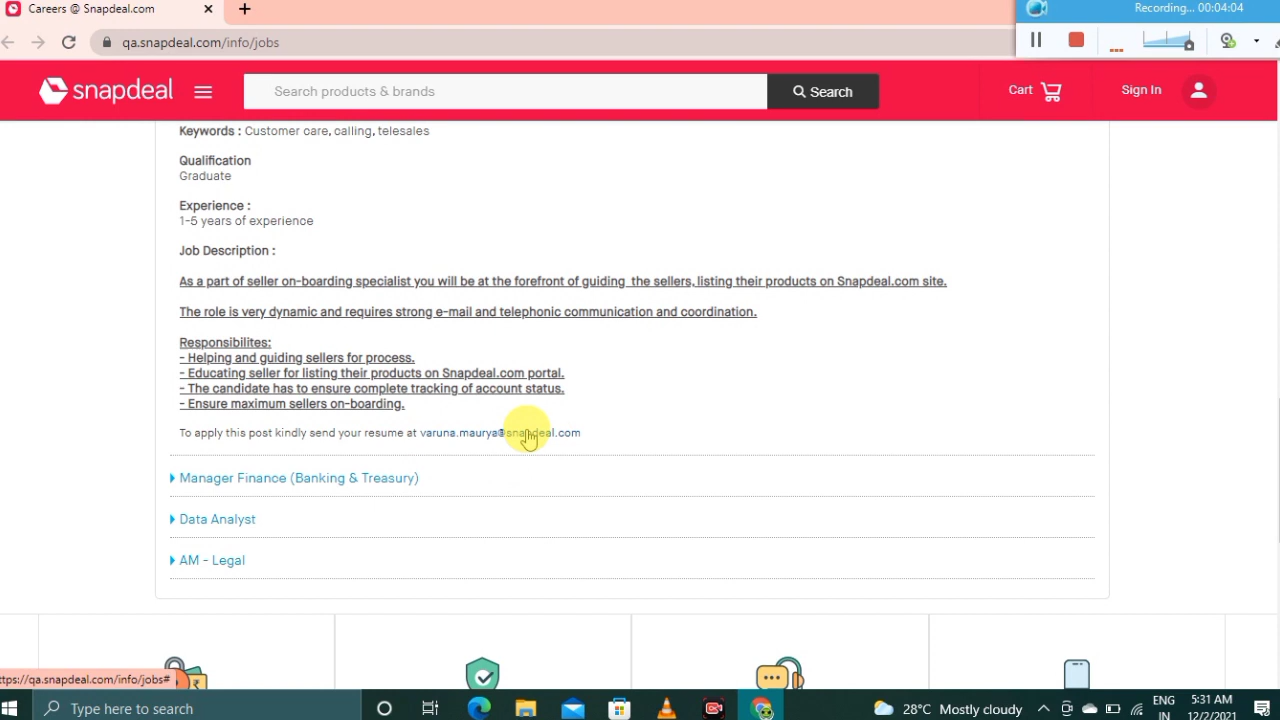 Careers @ Snapdeal.com
Recording... 00:04:04
qa.snapdeal.com/info/jobs
snapdeal
Search products & brands
Search
Cart
Sign In
Keywords : Customer care, calling, telesales
Qualification
Graduate
Experience :
1-5 years of experience
Job Description :
As a part of seller on-boarding specialist you will be at the forefront of guiding the sellers, listing their products on Snapdeal.com site.
The role is very dynamic and requires strong e-mail and telephonic communication and coordination.
Responsibilites:
- Helping and guiding sellers for process.
- Educating seller for listing their products on Snapdeal.com portal.
- The candidate has to ensure complete tracking of account status.
- Ensure maximum sellers on-boarding.
To apply this post kindly send your resume at varuna.maurya@snapdeal.com
Manager Finance (Banking & Treasury)
Data Analyst
AM - Legal
ttps://qa.snapdeal.com/info/jobs#
Type here to search
28°C Mostly cloudy
ENG
IN
5:31 AM
12/2/2021